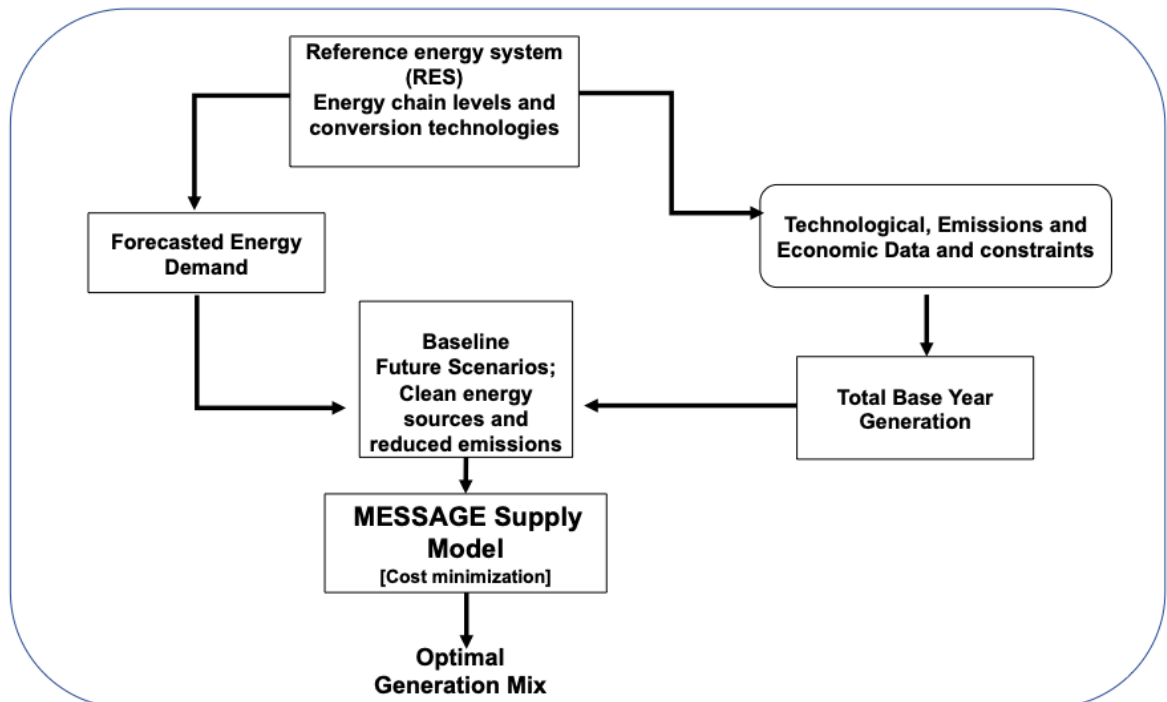 Reference energy system
(RES)
Energy chain levels and
conversion technologies
Forecasted Energy
Demand
Technological, Emissions and
Economic Data and constraints
Baseline
Future Scenarios;
Clean energy
sources and
reduced emissions
Total Base Year
Generation
MESSAGE Supply
Model
[Cost minimization]
Optimal
Generation Mix